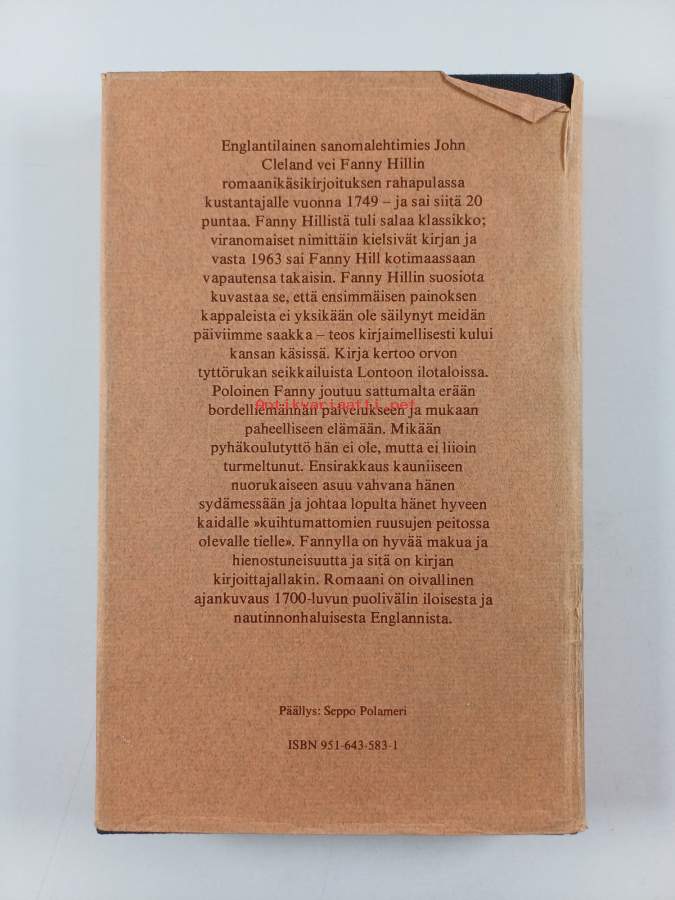 Englantilainen sanomalehtimies John
Cleland vei Fanny Hillin
romaanikäsikirjoituksen rahapulassa
kustantajalle vuonna 1749 – ja sai siitä 20
puntaa. Fanny Hillistä tuli salaa klassikko;
viranomaiset nimittäin kielsivät kirjan ja
vasta 1963 sai Fanny Hill kotimaassaan
vapautensa takaisin. Fanny Hillin suosiota
kuvastaa se, että ensimmäisen painoksen
kappaleista ei yksikään ole säilynyt meidän
päiviimme saakka – teos kirjaimellisesti kului
kansan käsissä. Kirja kertoo orvon
tyttörukan seikkailuista Lontoon ilotaloissa.
Poloinen Fanny joutuu sattumalta erään
Antikvariaatti.net
bordelliemännän palvelukseen ja mukaan
paheelliseen elämään. Mikään
pyhäkoulutyttö hän ei ole, mutta ei liioin
turmeltunut. Ensirakkaus kauniiseen
nuorukaiseen asuu vahvana hänen
sydämessään ja johtaa lopulta hänet hyveen
kaidalle »kuihtumattomien ruusujen peitossa
olevalle tielle». Fannylla on hyvää makua ja
hienostuneisuutta ja sitä on kirjan
kirjoittajallakin. Romaani on oivallinen
ajankuvaus 1700-luvun puolivälin iloisesta ja
nautinnonhaluisesta Englannista.
Päällys: Seppo Polameri
ISBN 951-643-583-1